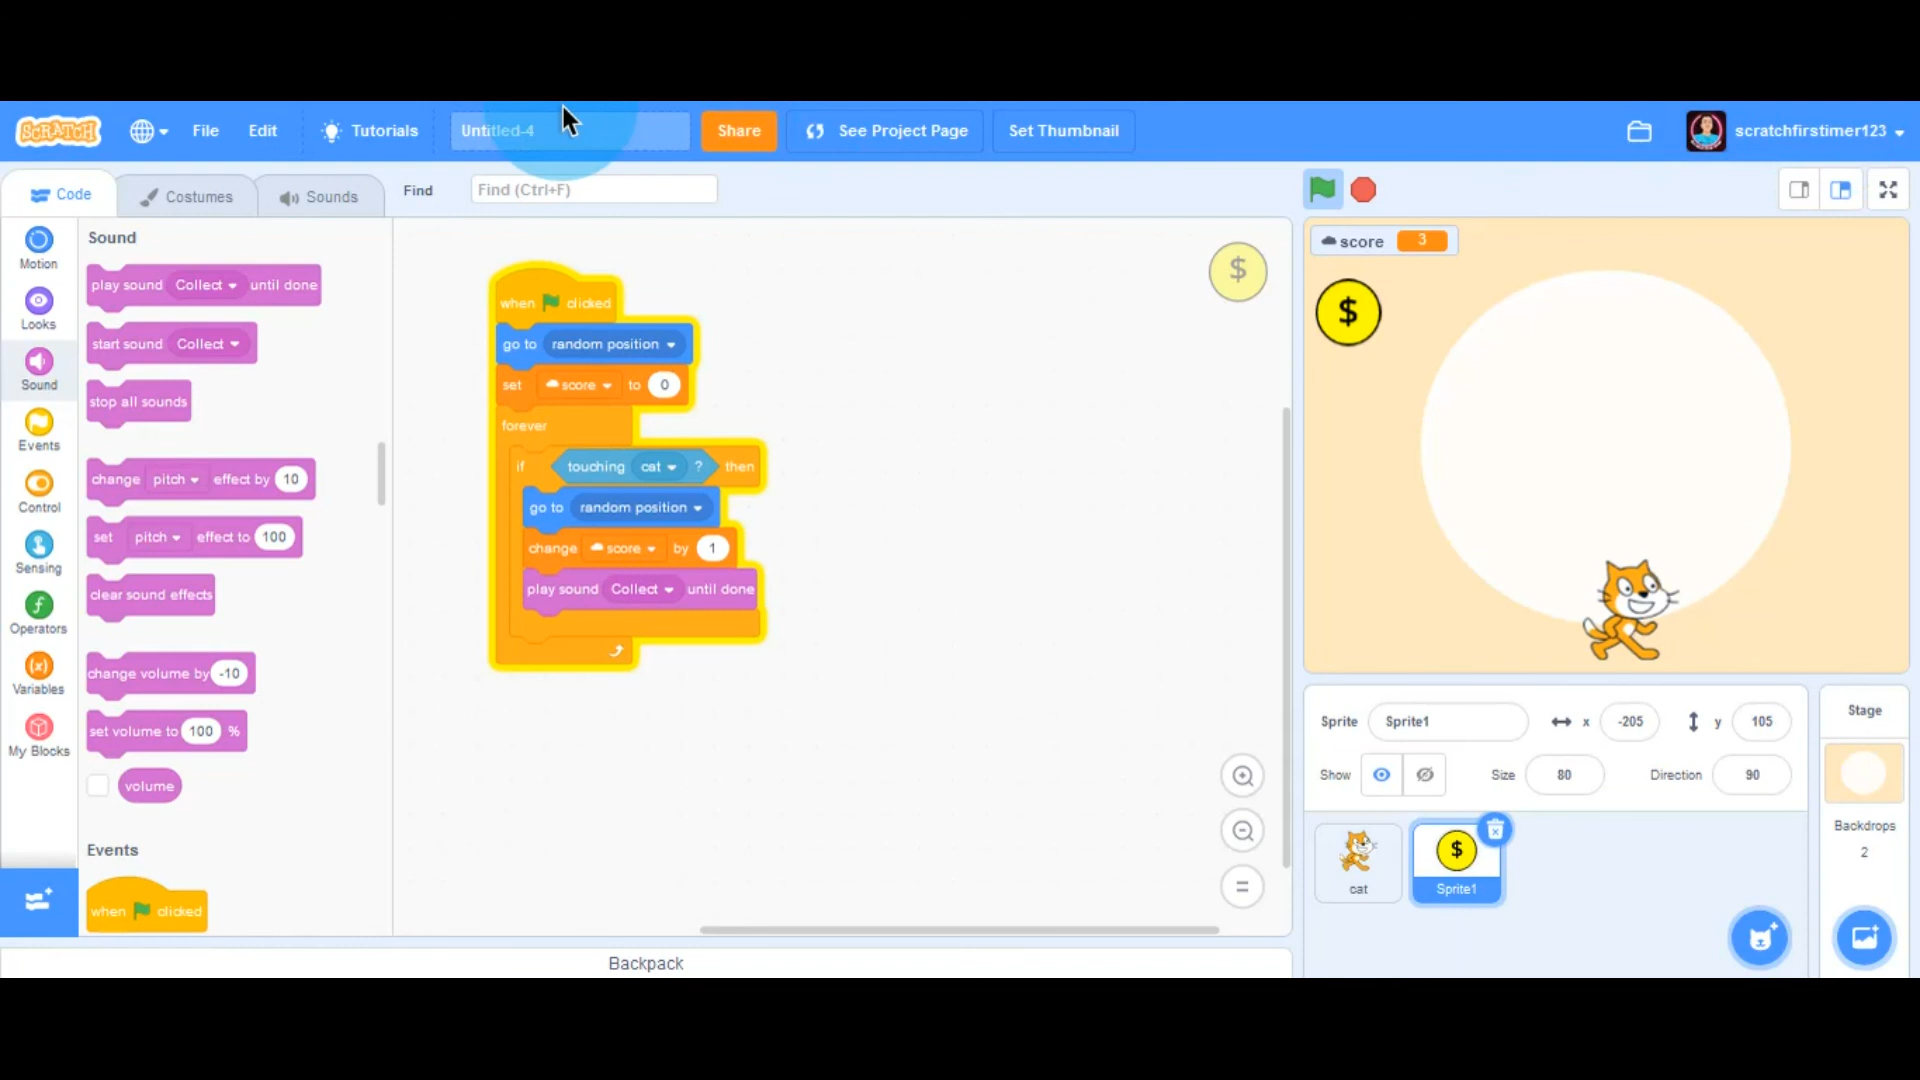 SCRATCH File Edit Tutorials Untitled-4 Share See Project Page Set Thumbnail scratchfirstimer123
Code Costumes Sounds Find Find (Ctrl+F)
Motion
Looks
Sound
Events
Control
Sensing
Operators
Variables
My Blocks
Sound
play sound Collect until done
start sound Collect
stop all sounds
change pitch effect by 10
set pitch effect to 100
clear sound effects
change volume by -10
set volume to 100 %
volume
Events
when clicked
when clicked
go to random position
set score to 0
forever
if touching cat ? then
go to random position
change score by 1
play sound Collect until done
$
score 3
$
Sprite Sprite1 x -205 y 105
Show Size 80 Direction 90
cat
$
Sprite1
Stage
Backdrops
2
Backpack